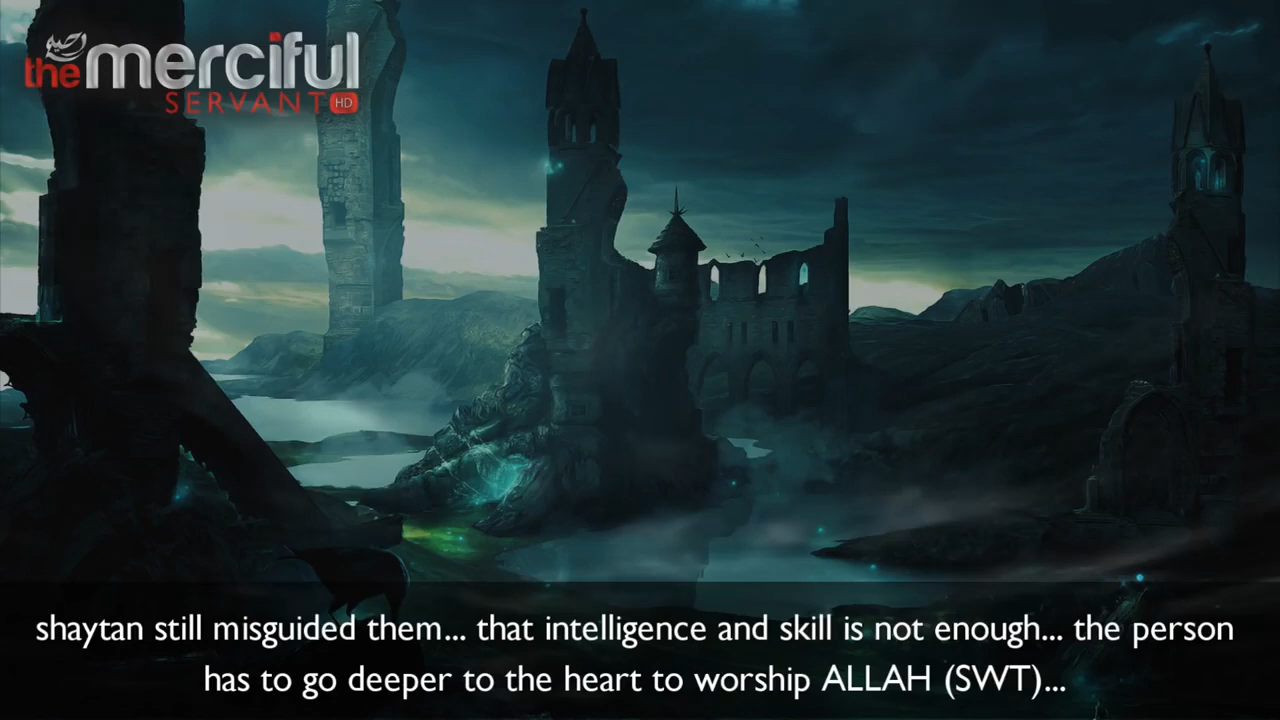 the merciful
SERVANT HD
shaytan still misguided them... that intelligence and skill is not enough... the person
has to go deeper to the heart to worship ALLAH (SWT)...